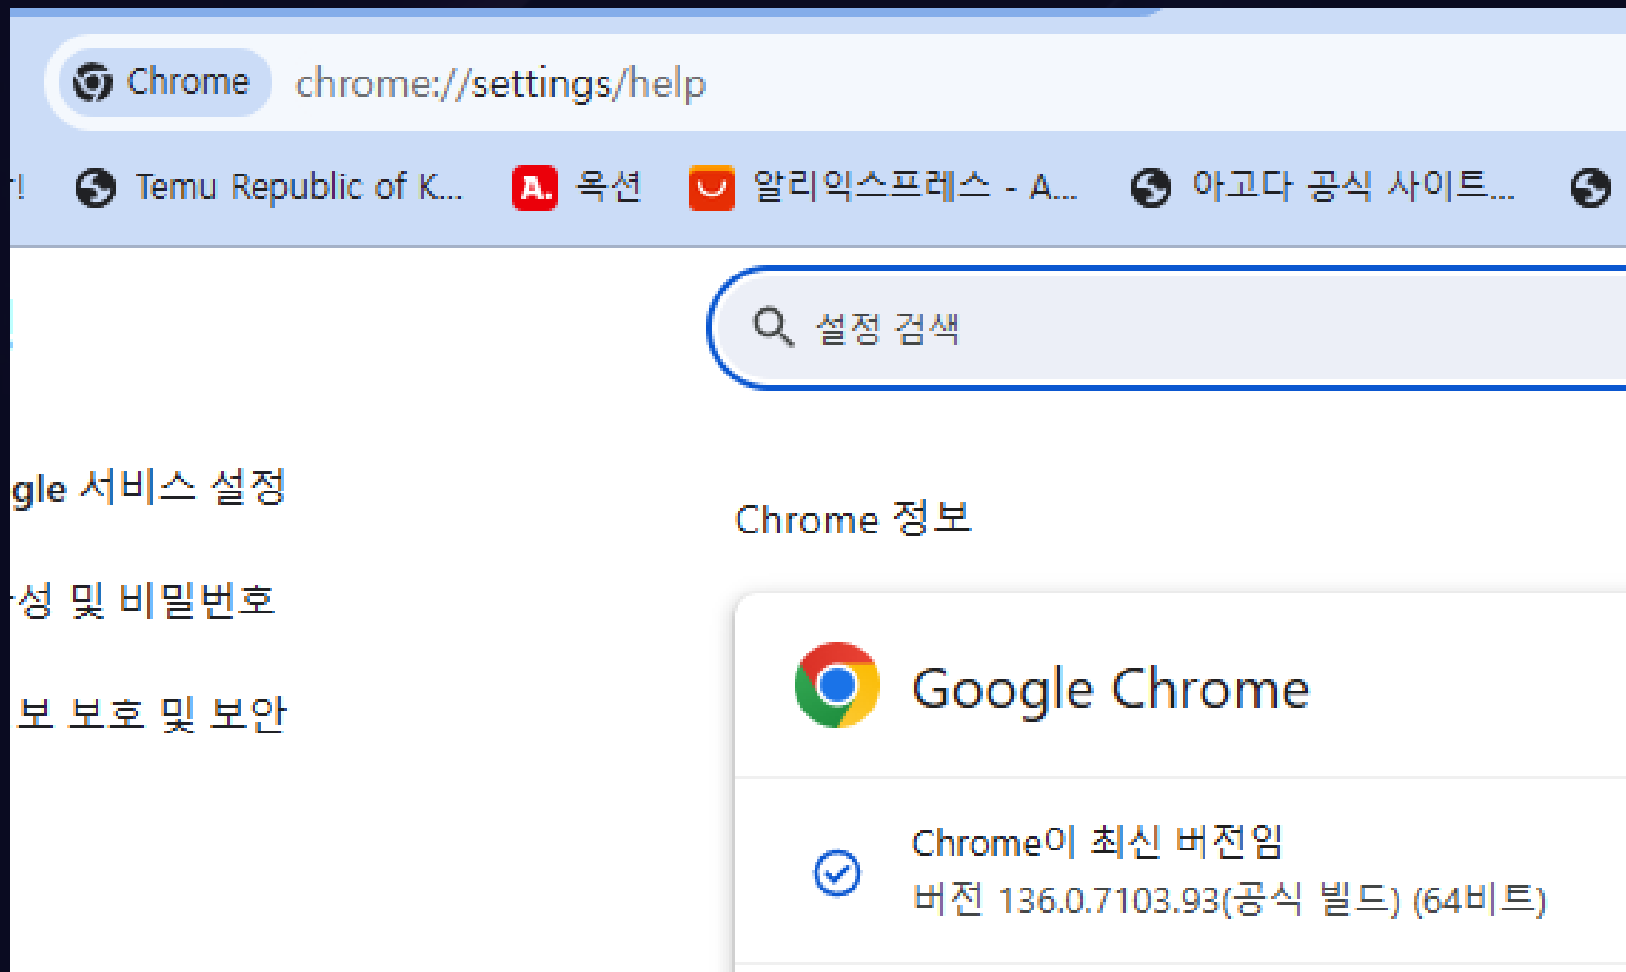 Chrome chrome://settings/help
Temu Republic of K... A. 옥션 알리익스프레스 - A... 아고다 공식 사이트...
설정 검색
gle 서비스 설정
Chrome 정보
성 및 비밀번호
Google Chrome
보 보호 및 보안
Chrome이 최신 버전임
버전 136.0.7103.93(공식 빌드) (64비트)